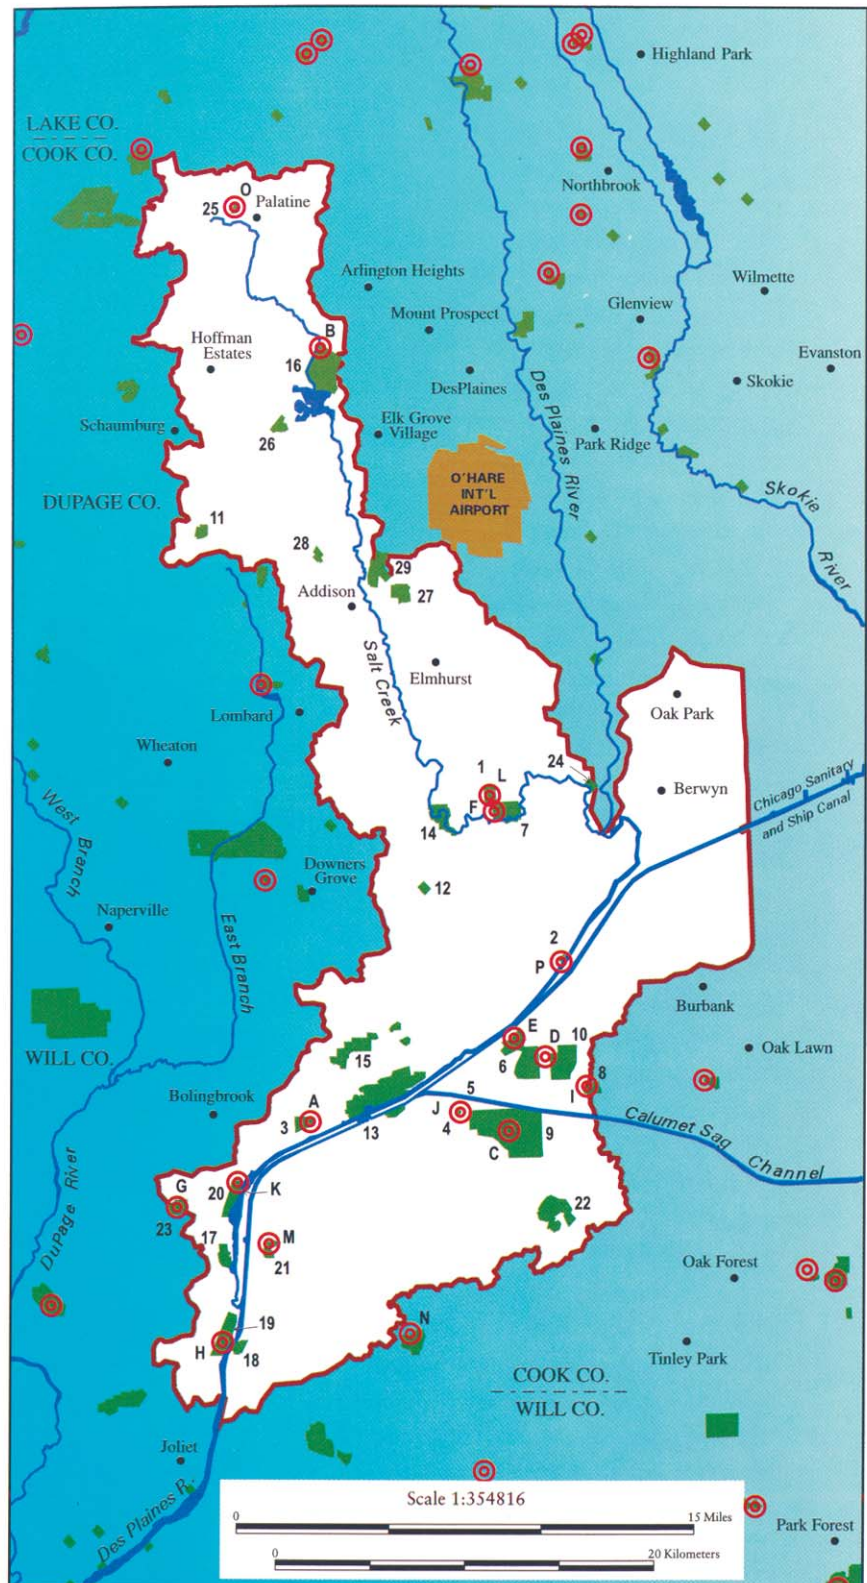 Highland Park
LAKE CO.
COOK CO.
Northbrook
O
25
Palatine
Arlington Heights
Wilmette
Glenview
Mount Prospect
B
Hoffman
Estates
16
DesPlaines
Evanston
Skokie
Des Plaines River
Schaumburg
26
Elk Grove
Village
Park Ridge
O'HARE
INT'L
AIRPORT
DUPAGE CO.
Skokie
River
11
28
29
27
Addison
Salt Creek
Elmhurst
Oak Park
Lombard
Wheaton
24
1
L
Berwyn
Chicago Sanitary
and Ship Canal
West
Branch
F
14
7
Downers
Grove
12
Naperville
East Branch
2
P
Burbank
E
D
10
Oak Lawn
15
6
WILL CO.
8
I
5
Bolingbrook
A
J
3
4
13
9
C
Calumet Sag
Channel
G
20
K
23
22
DuPage River
M
17
21
Oak Forest
19
N
H
18
Tinley Park
COOK CO.
WILL CO.
Joliet
Des Plaines R.
Scale 1:354816
0
15 Miles
0
20 Kilometers
Park Forest